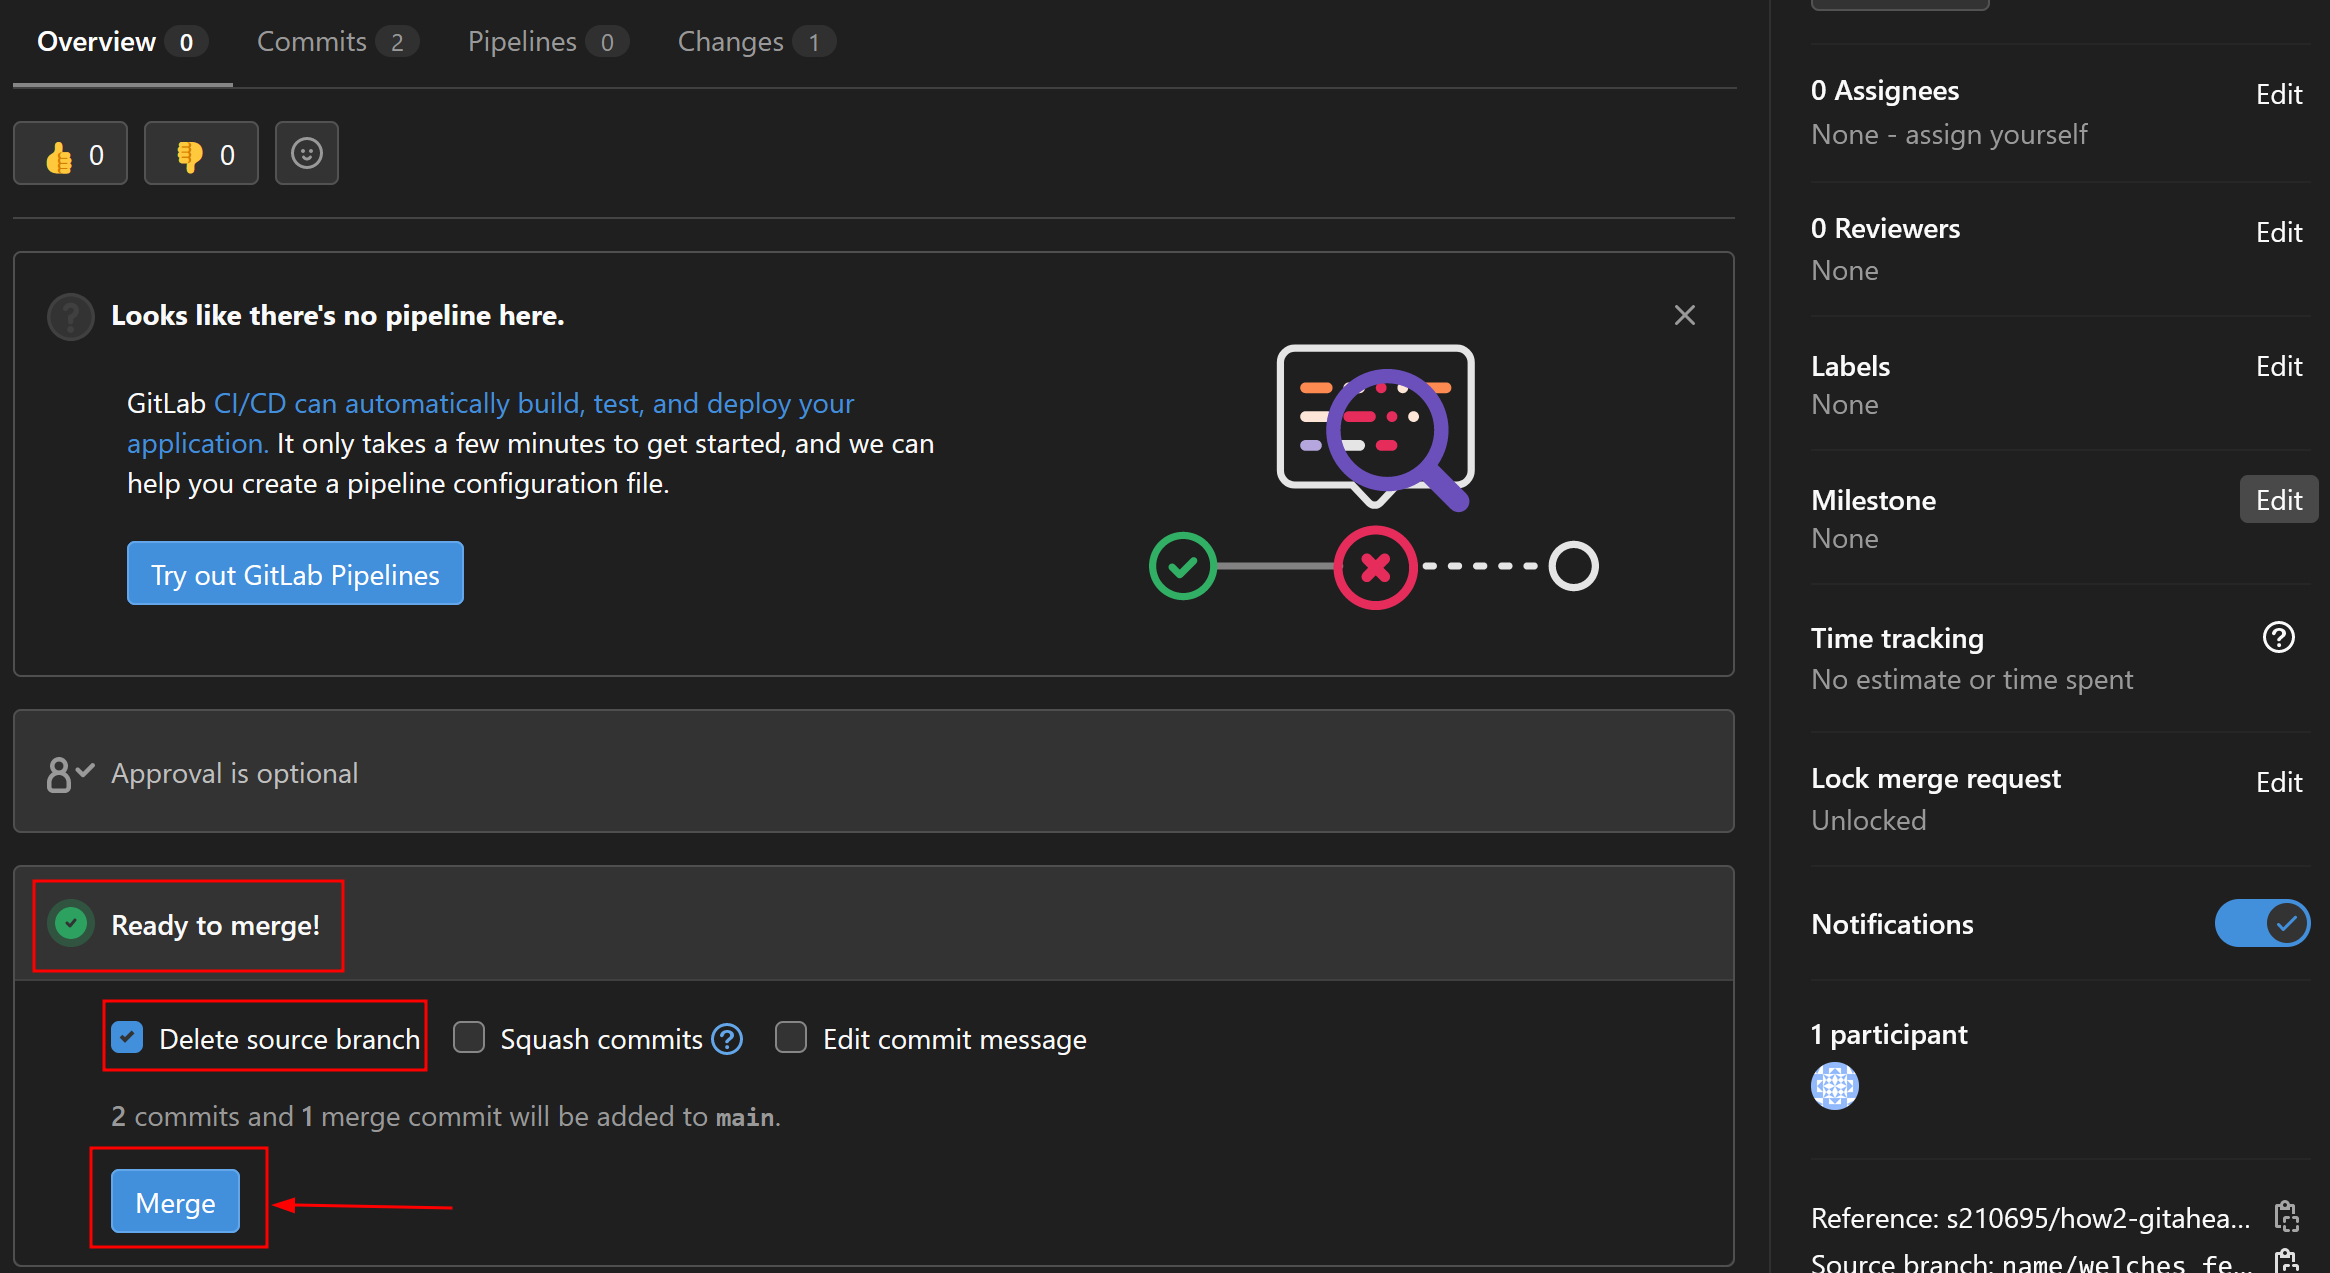 Overview 0 Commits 2 Pipelines 0 Changes 1
0 0
Looks like there's no pipeline here.
GitLab CI/CD can automatically build, test, and deploy your
application. It only takes a few minutes to get started, and we can
help you create a pipeline configuration file.
Try out GitLab Pipelines
Approval is optional
Ready to merge!
Delete source branch Squash commits Edit commit message
2 commits and 1 merge commit will be added to main.
Merge
0 Assignees Edit
None - assign yourself
0 Reviewers Edit
None
Labels Edit
None
Milestone Edit
None
Time tracking
No estimate or time spent
Lock merge request Edit
Unlocked
Notifications
1 participant
Reference: s210695/how2-gitahea...
Source branch: name/welches_fe...